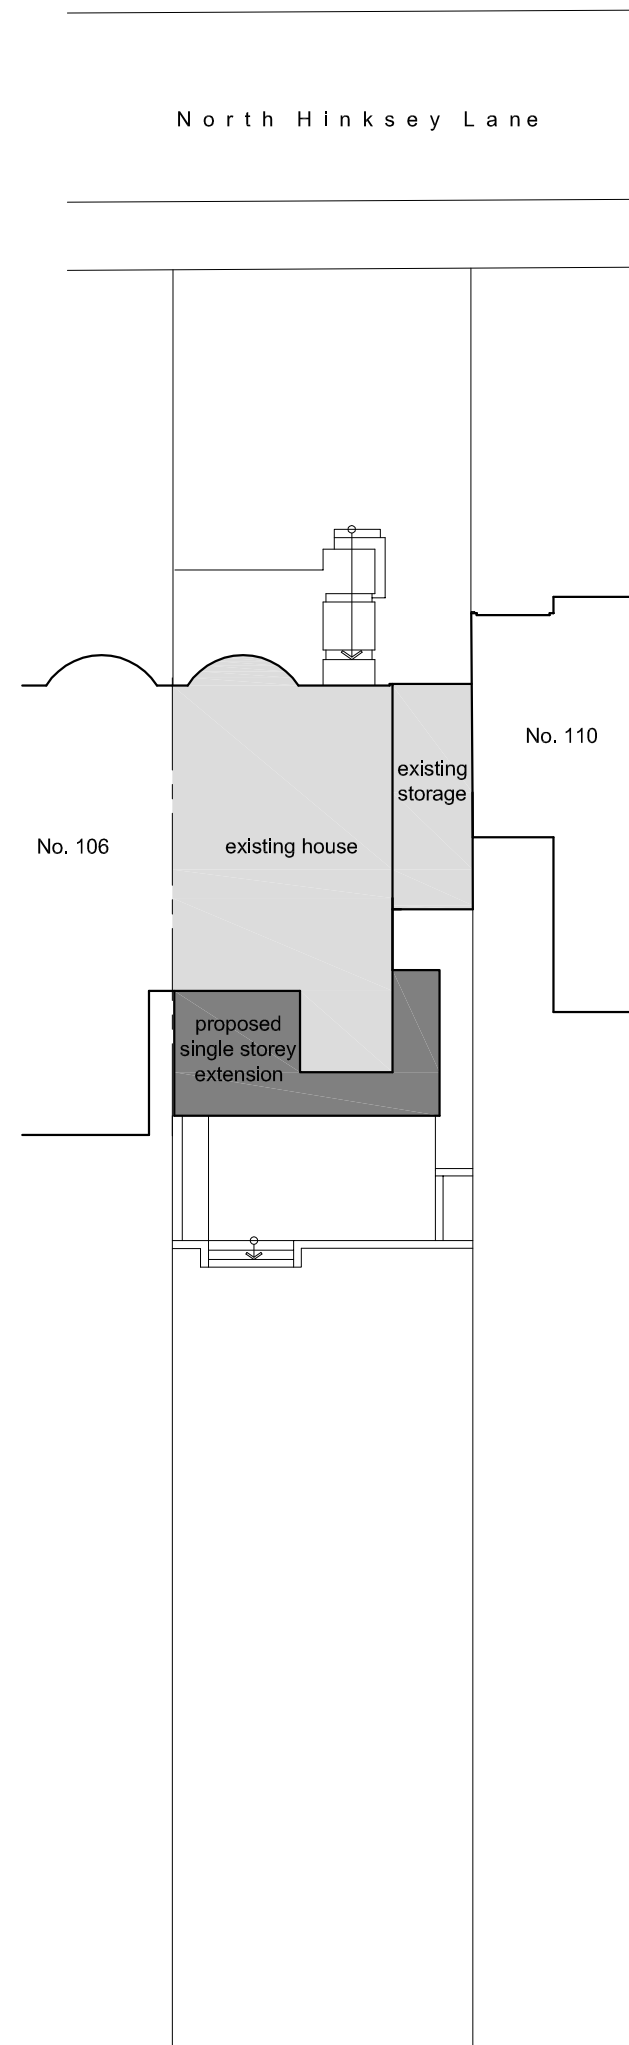 North Hinksey Lane
No. 110
existing
storage
No. 106
existing house
proposed
single storey
extension